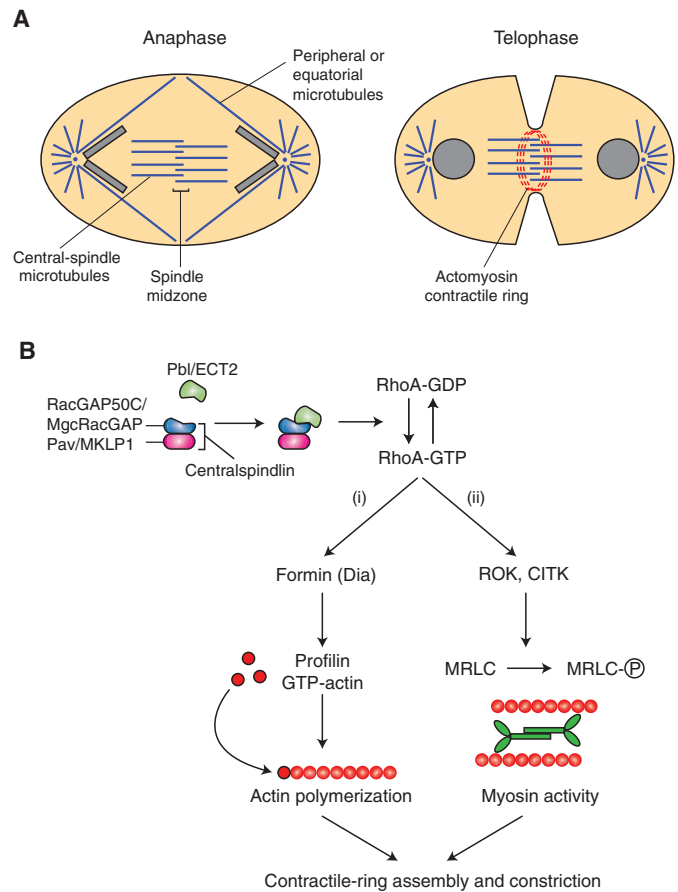 A
Anaphase
Telophase
Peripheral or
equatorial
microtubules
Central-spindle
microtubules
Spindle
midzone
Actomyosin
contractile ring
B
Pbl/ECT2
RacGAP50C/
MgcRacGAP
Pav/MKLP1
Centralspindlin
RhoA-GDP
RhoA-GTP
(i)
(ii)
Formin (Dia)
ROK, CITK
Profilin
GTP-actin
MRLC
MRLC-P
Actin polymerization
Myosin activity
Contractile-ring assembly and constriction